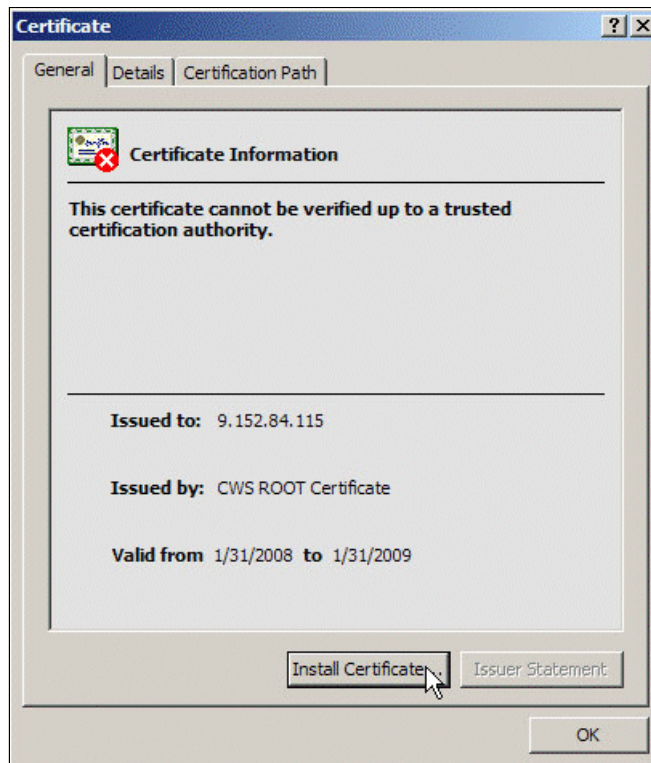 Certificate
General Details Certification Path
Certificate Information
This certificate cannot be verified up to a trusted
certification authority.
Issued to: 9.152.84.115
Issued by: CWS ROOT Certificate
Valid from 1/31/2008 to 1/31/2009
Install Certificate... Issuer Statement
OK